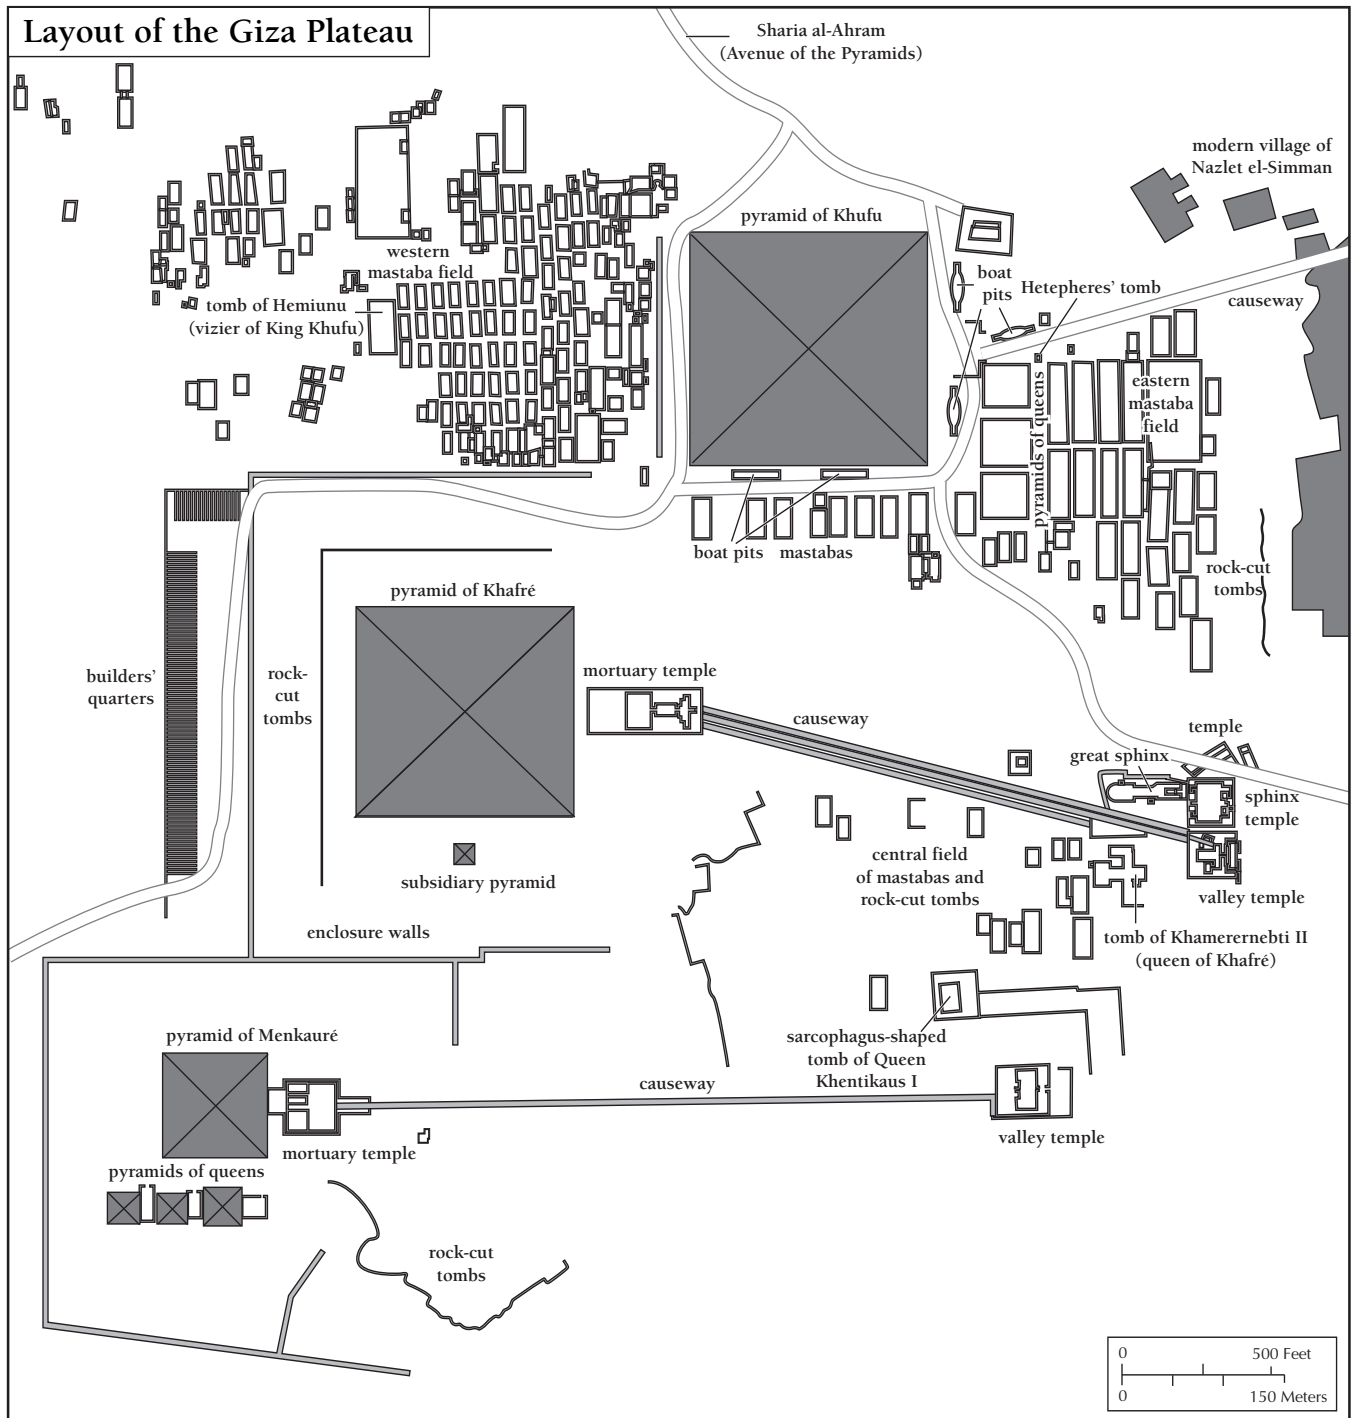 Layout of the Giza Plateau
Sharia al-Ahram
(Avenue of the Pyramids)
modern village of
Nazlet el-Simman
pyramid of Khufu
western
mastaba field
boat
pits
Hetepheres' tomb
causeway
tomb of Hemiunu
(vizier of King Khufu)
pyramids of queens
eastern
mastaba
field
boat pits
mastabas
rock-cut
tombs
pyramid of Khafré
builders'
quarters
rock-
cut
tombs
mortuary temple
causeway
temple
great sphinx
sphinx
temple
central field
of mastabas and
rock-cut tombs
subsidiary pyramid
valley temple
enclosure walls
tomb of Khamerernebti II
(queen of Khafré)
pyramid of Menkauré
sarcophagus-shaped
tomb of Queen
Khentikaus I
causeway
valley temple
mortuary temple
pyramids of queens
rock-cut
tombs
0
500 Feet
0
150 Meters